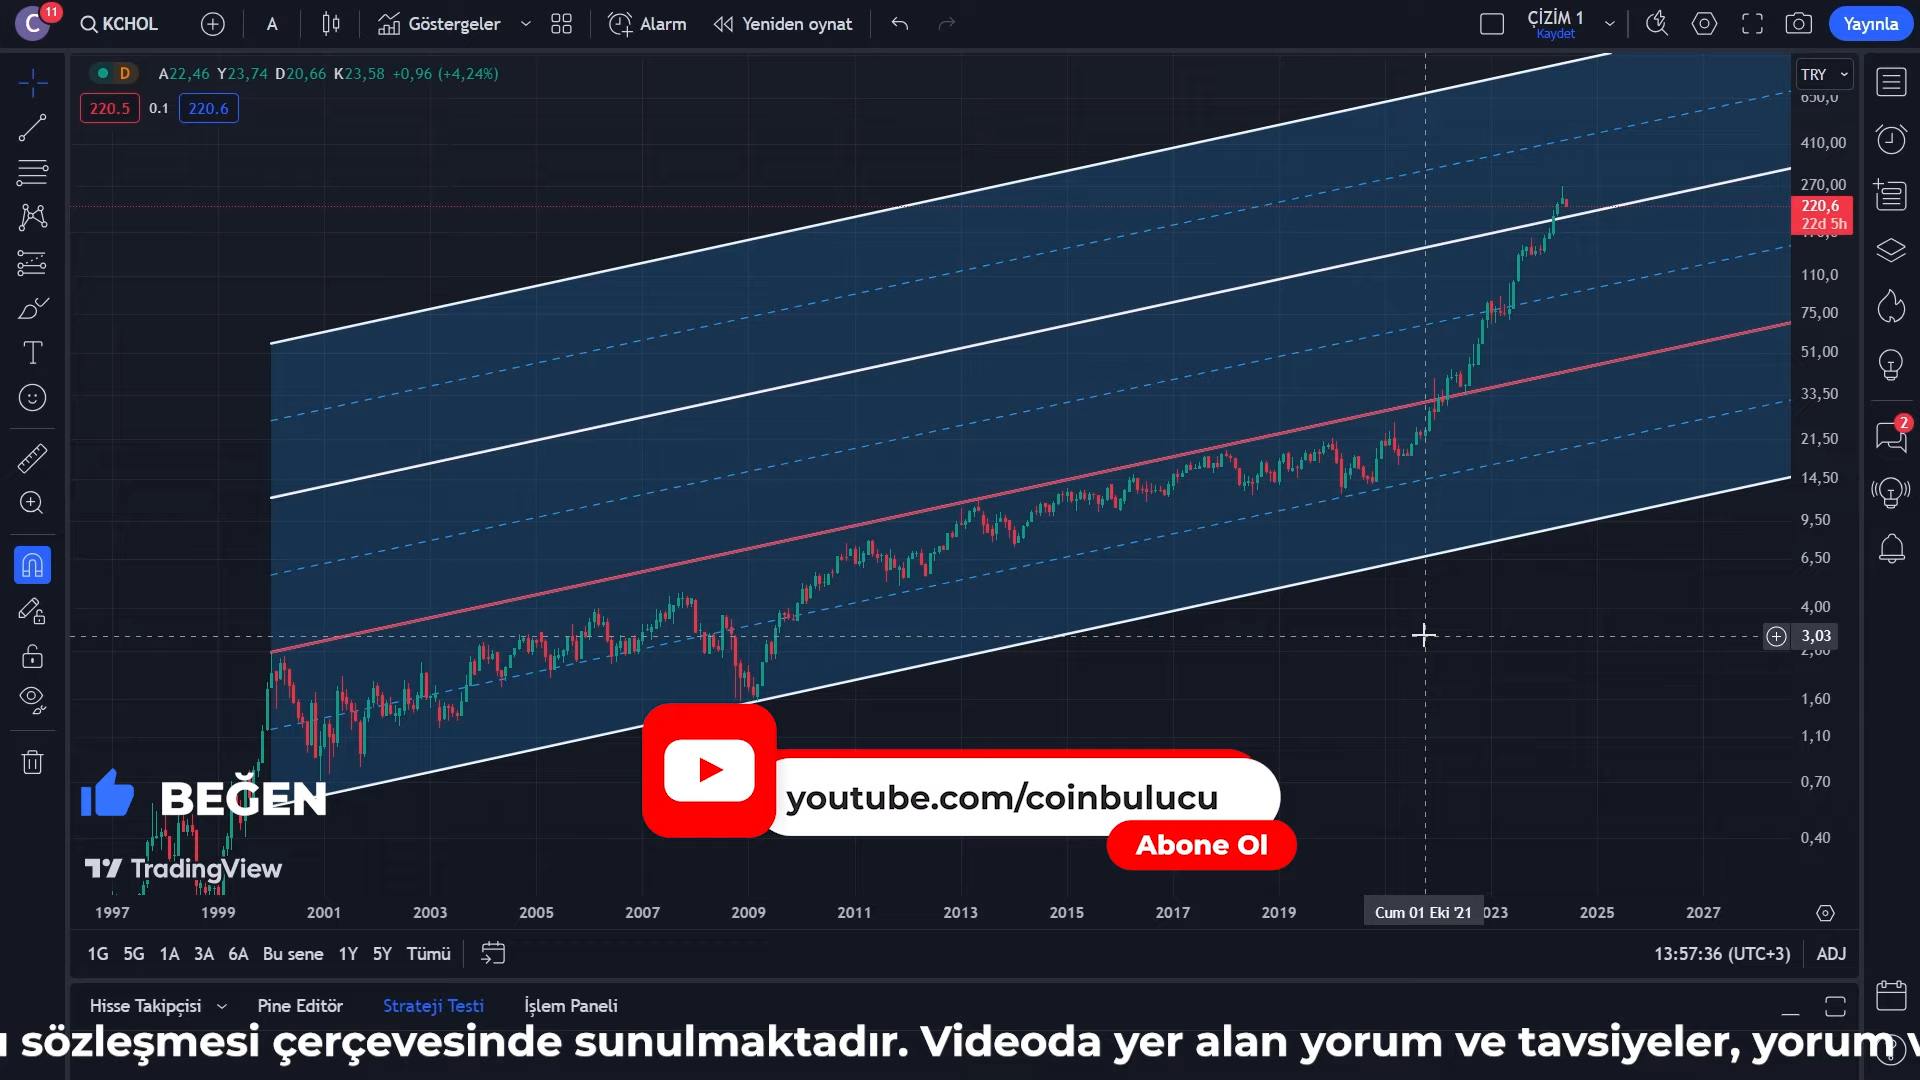 C 11 KCHOL A Göstergeler Alarm Yeniden oynat ÇİZİM 1 Yayınla
Kaydet
D A22,46 Y23,74 D20,66 K23,58 +0,96 (+4,24%)
TRY
220.5 0.1 220.6
650,0
410,00
270,00
220,6
22d 5h
110,0
75,00
51,00
33,50
2
21,50
14,50
9,50
6,50
4,00
3,03
1,60
1,10
0,70
0,40
BEĞEN
youtube.com/coinbulucu
Abone Ol
TradingView
1997 1999 2001 2003 2005 2007 2009 2011 2013 2015 2017 2019 Cum 01 Eki '21 023 2025 2027
1G 5G 1A 3A 6A Bu sene 1Y 5Y Tümü 13:57:36 (UTC+3) ADJ
Hisse Takipçisi Pine Editör Strateji Testi İşlem Paneli
sözleşmesi çerçevesinde sunulmaktadır. Videoda yer alan yorum ve tavsiyeler, yorum v